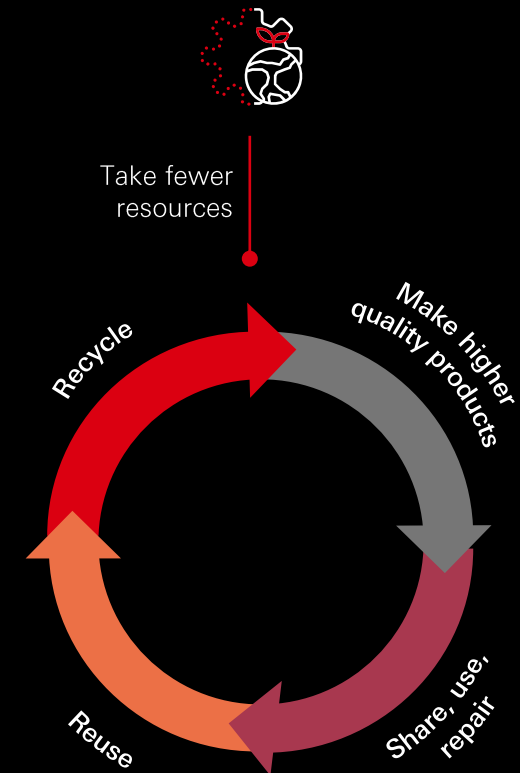 Take fewer
resources
Make higher
quality products
Share, use,
repair
Reuse
Recycle